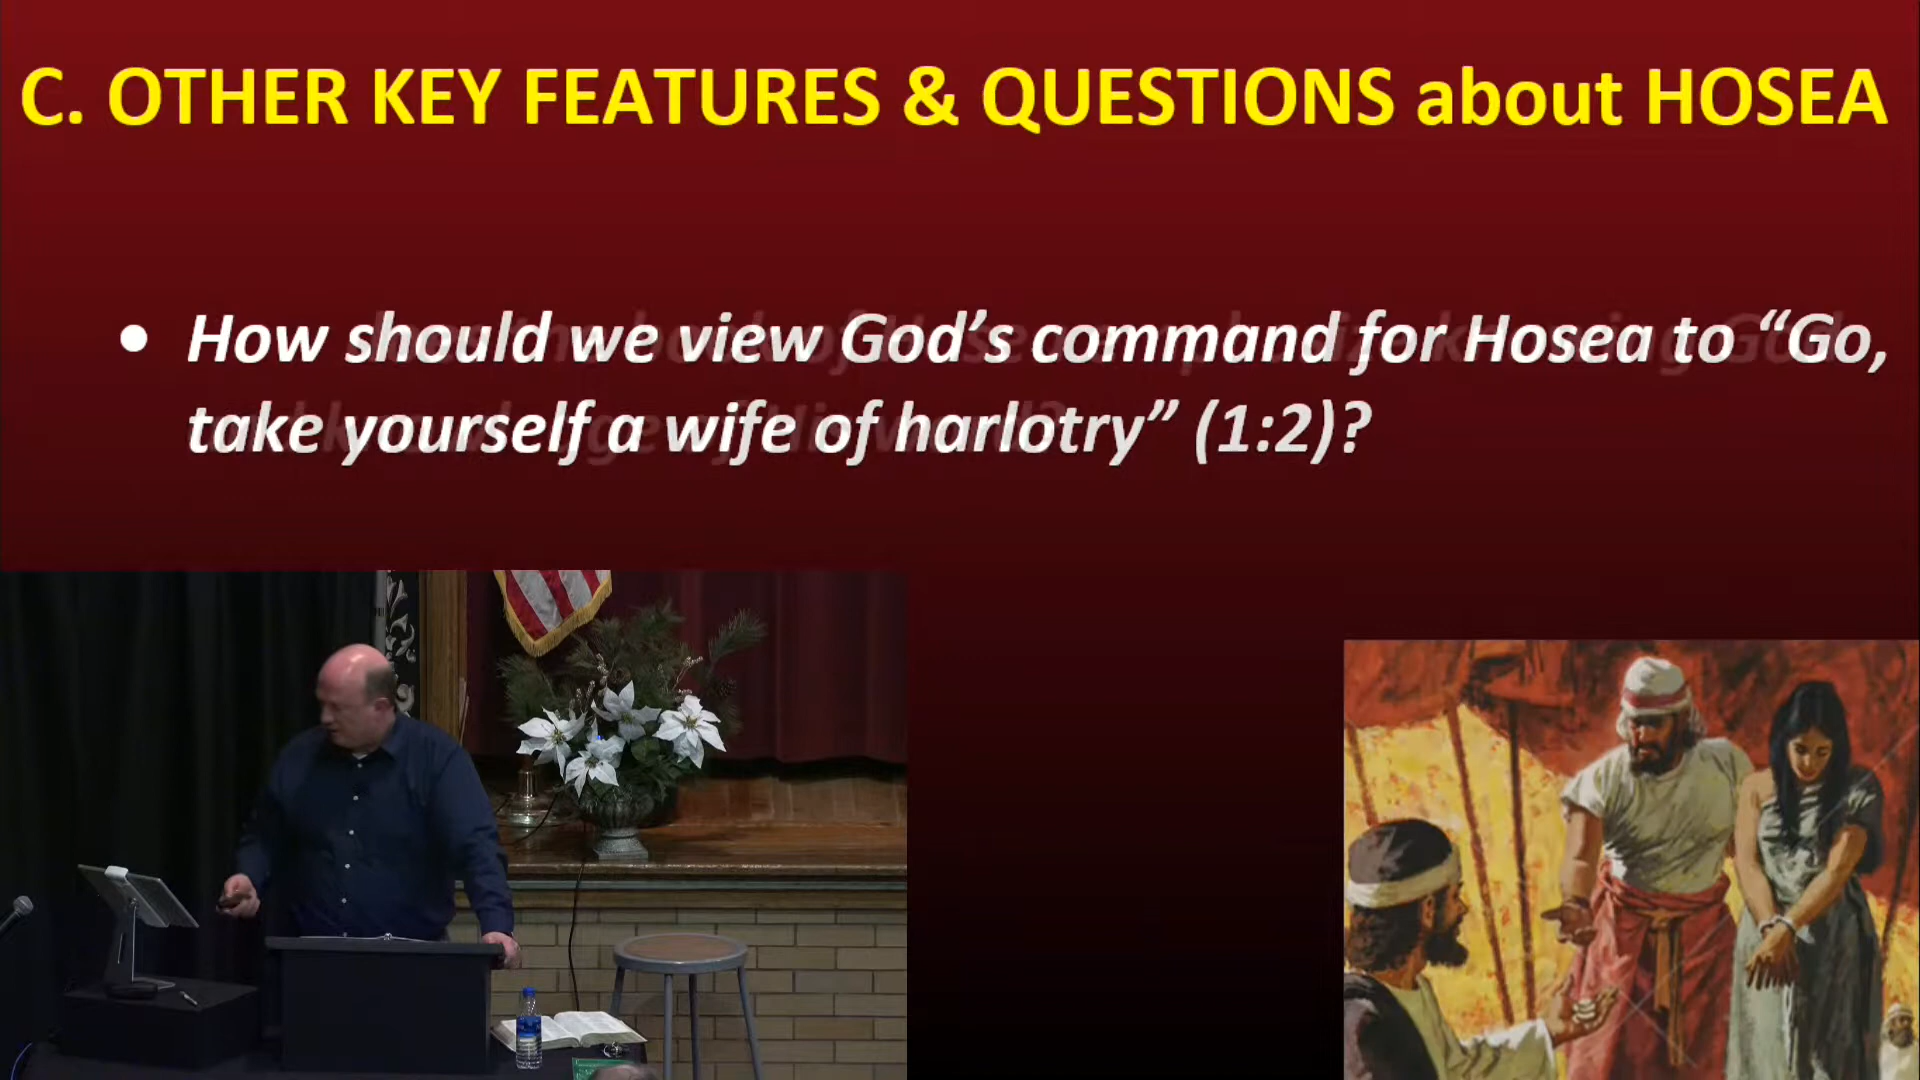 C. OTHER KEY FEATURES & QUESTIONS about HOSEA
• How should we view God’s command for Hosea to “Go,
take yourself a wife of harlotry” (1:2)?